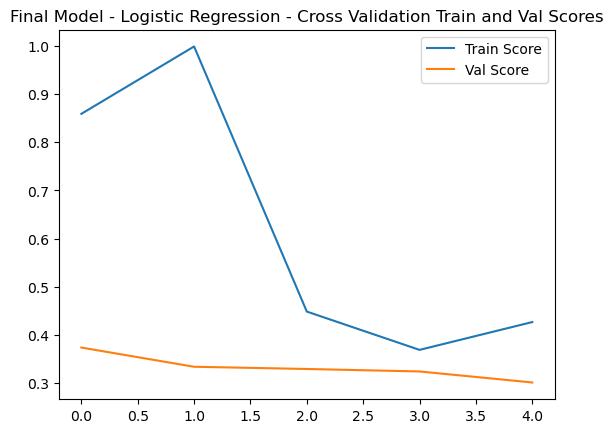 Final Model - Logistic Regression - Cross Validation Train and Val Scores
Train Score
Val Score
1.0
0.9
0.8
0.7
0.6
0.5
0.4
0.3
0.0 0.5 1.0 1.5 2.0 2.5 3.0 3.5 4.0